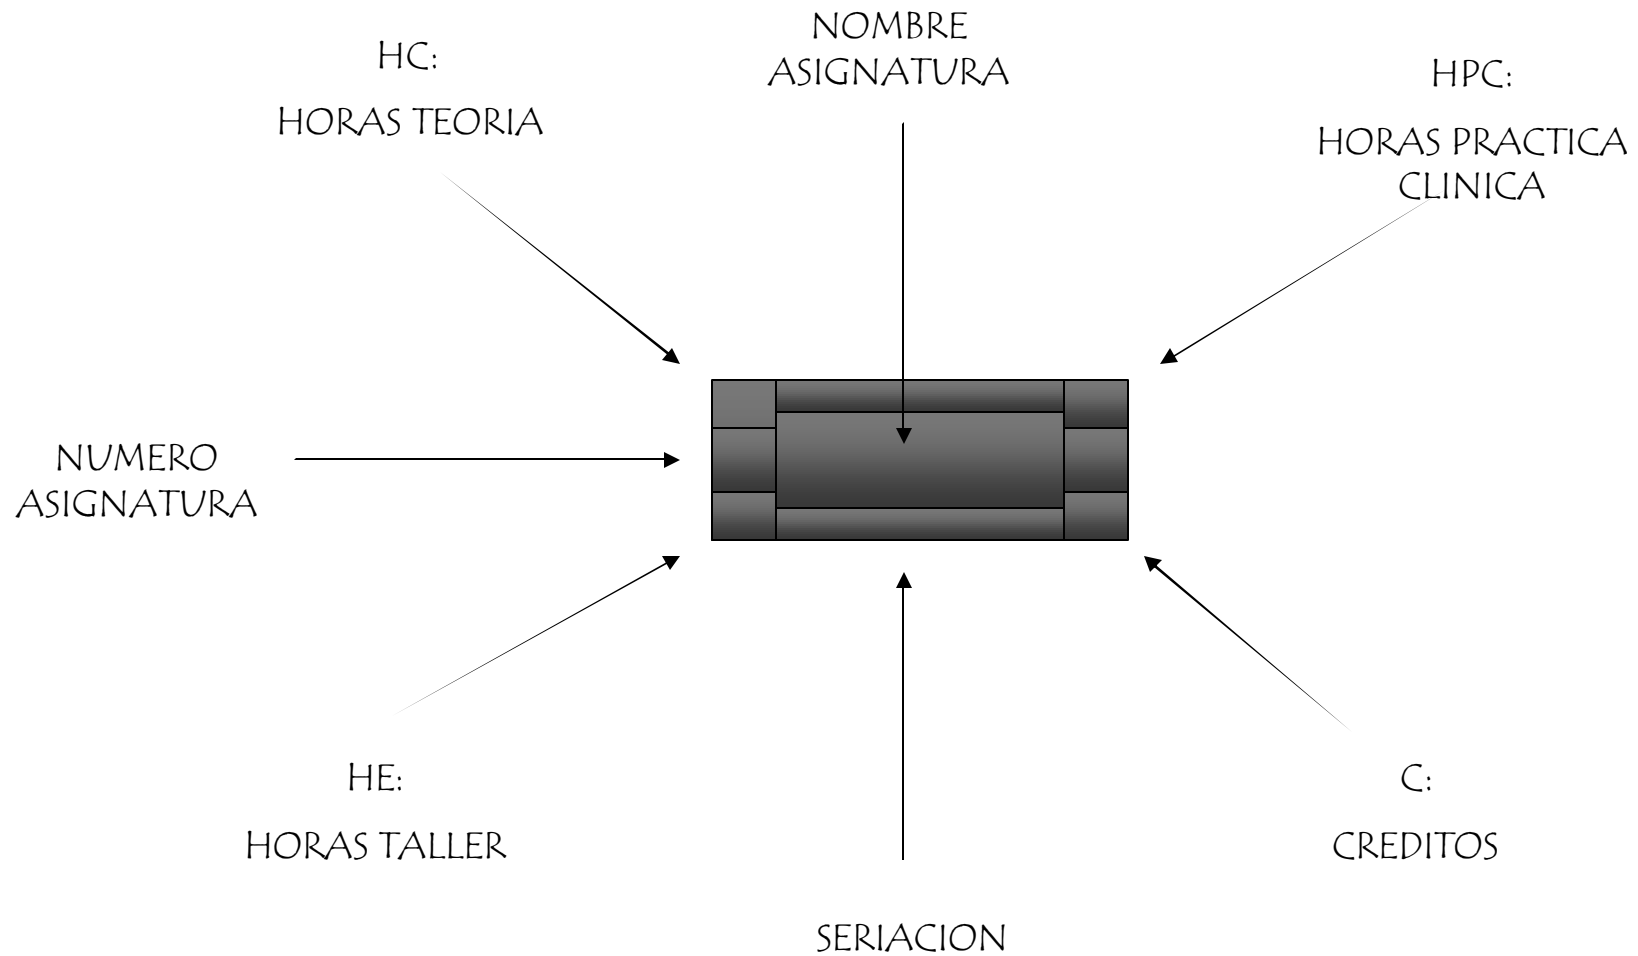 NOMBRE
ASIGNATURA
HC:
HORAS TEORIA
HPC:
HORAS PRACTICA
CLINICA
NUMERO
ASIGNATURA
HE:
HORAS TALLER
C:
CREDITOS
SERIACION